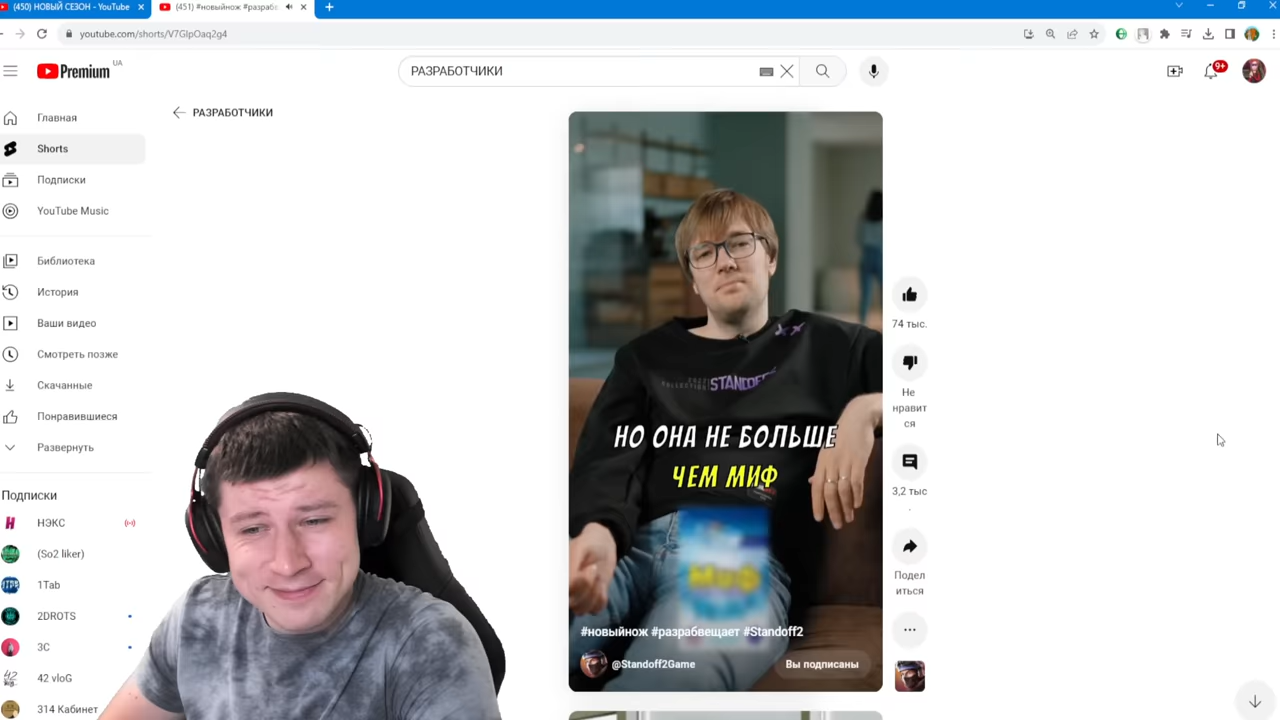 (450) НОВЫЙ СЕЗОН - YouTube
(451) #новыйнож #разрабе
youtube.com/shorts/V7GlpOaq2g4
Premium UA
РАЗРАБОТЧИКИ
9+
РАЗРАБОТЧИКИ
Главная
Shorts
Подписки
YouTube Music
Библиотека
История
Ваши видео
Смотреть позже
Скачанные
Понравившиеся
Развернуть
Подписки
НЭКС
(So2 liker)
1Tab
2DROTS
3C
42 vloG
314 Кабинет
STANDOFF
НО ОНА НЕ БОЛЬШЕ
ЧЕМ МИФ
Миф
#новыйнож #разрабвещает #Standoff2
@Standoff2Game
Вы подписаны
74 тыс.
Не
нравит
ся
3,2 тыс
.
Подел
иться